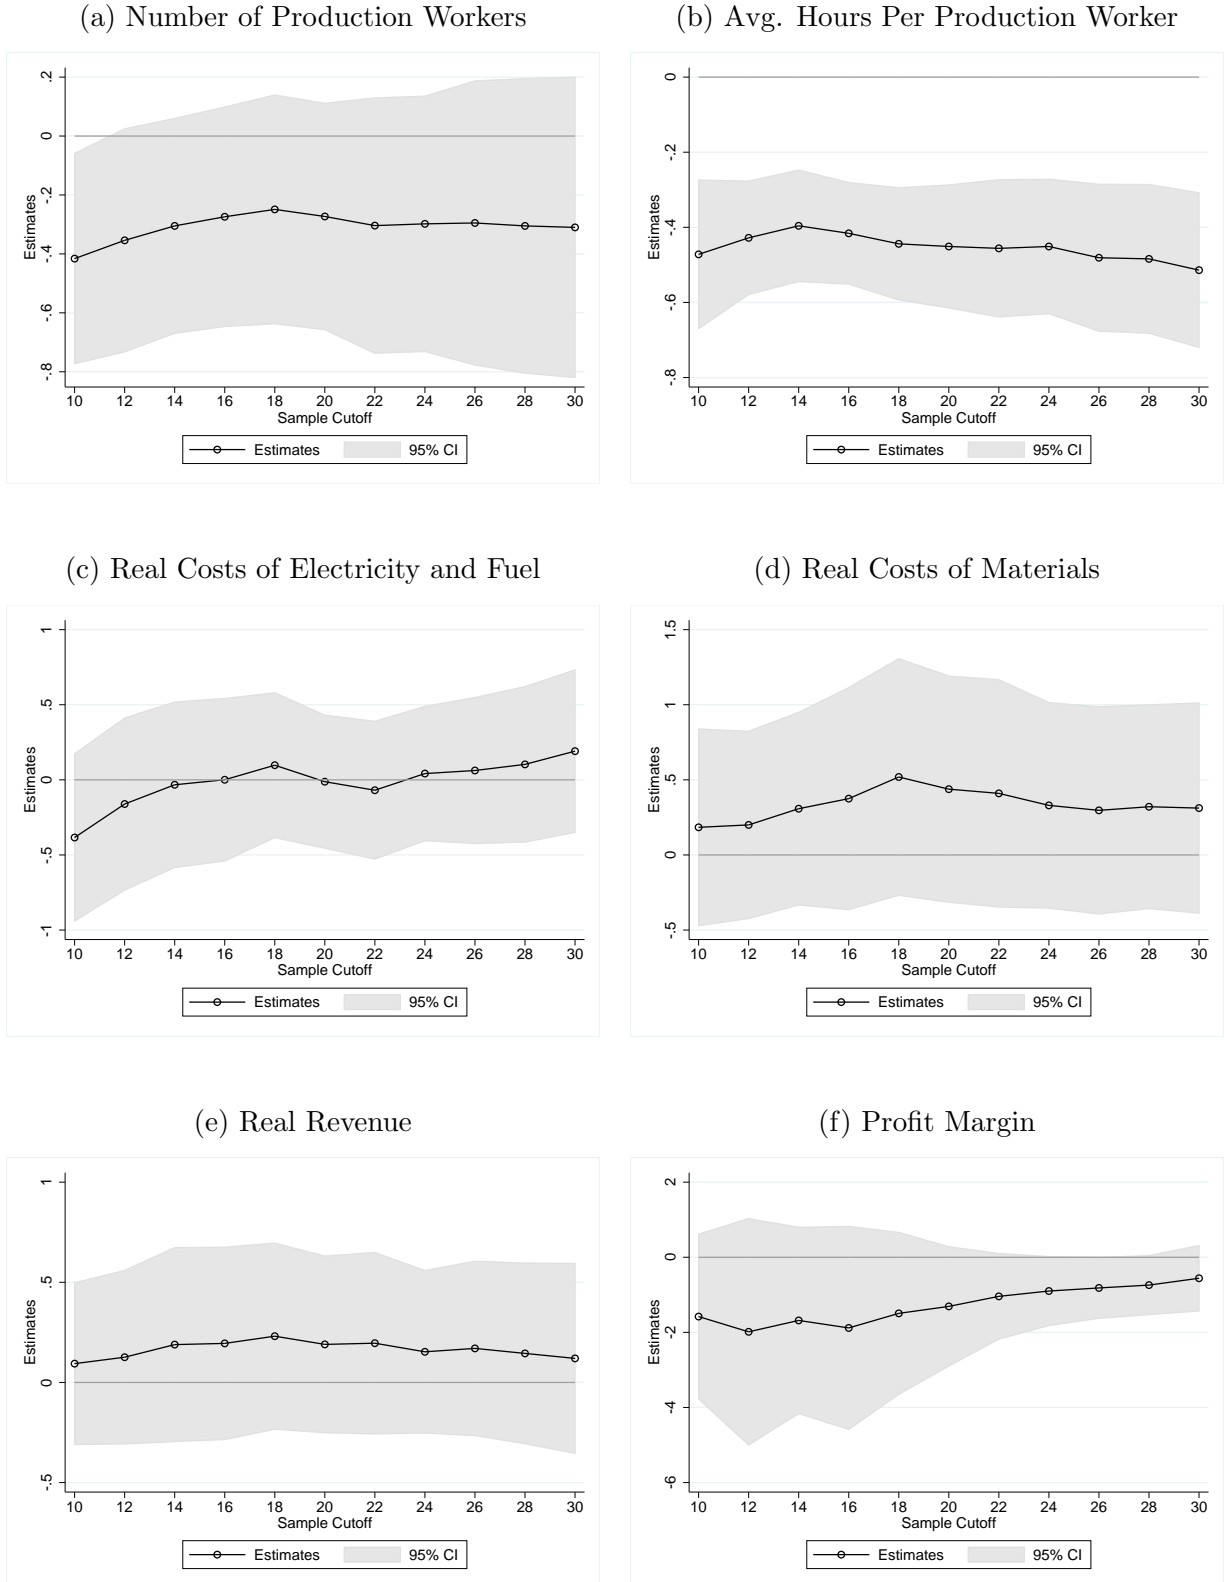 (a) Number of Production Workers
.2
0
-.2
-.4
-.6
-.8
Estimates
10 12 14 16 18 20 22 24 26 28 30
Sample Cutoff
Estimates 95% CI
(b) Avg. Hours Per Production Worker
0
-.2
-.4
-.6
-.8
Estimates
10 12 14 16 18 20 22 24 26 28 30
Sample Cutoff
Estimates 95% CI
(c) Real Costs of Electricity and Fuel
1
.5
0
-.5
-1
Estimates
10 12 14 16 18 20 22 24 26 28 30
Sample Cutoff
Estimates 95% CI
(d) Real Costs of Materials
1.5
1
.5
0
-.5
Estimates
10 12 14 16 18 20 22 24 26 28 30
Sample Cutoff
Estimates 95% CI
(e) Real Revenue
1
.5
0
-.5
Estimates
10 12 14 16 18 20 22 24 26 28 30
Sample Cutoff
Estimates 95% CI
(f) Profit Margin
2
0
-2
-4
-6
Estimates
10 12 14 16 18 20 22 24 26 28 30
Sample Cutoff
Estimates 95% CI